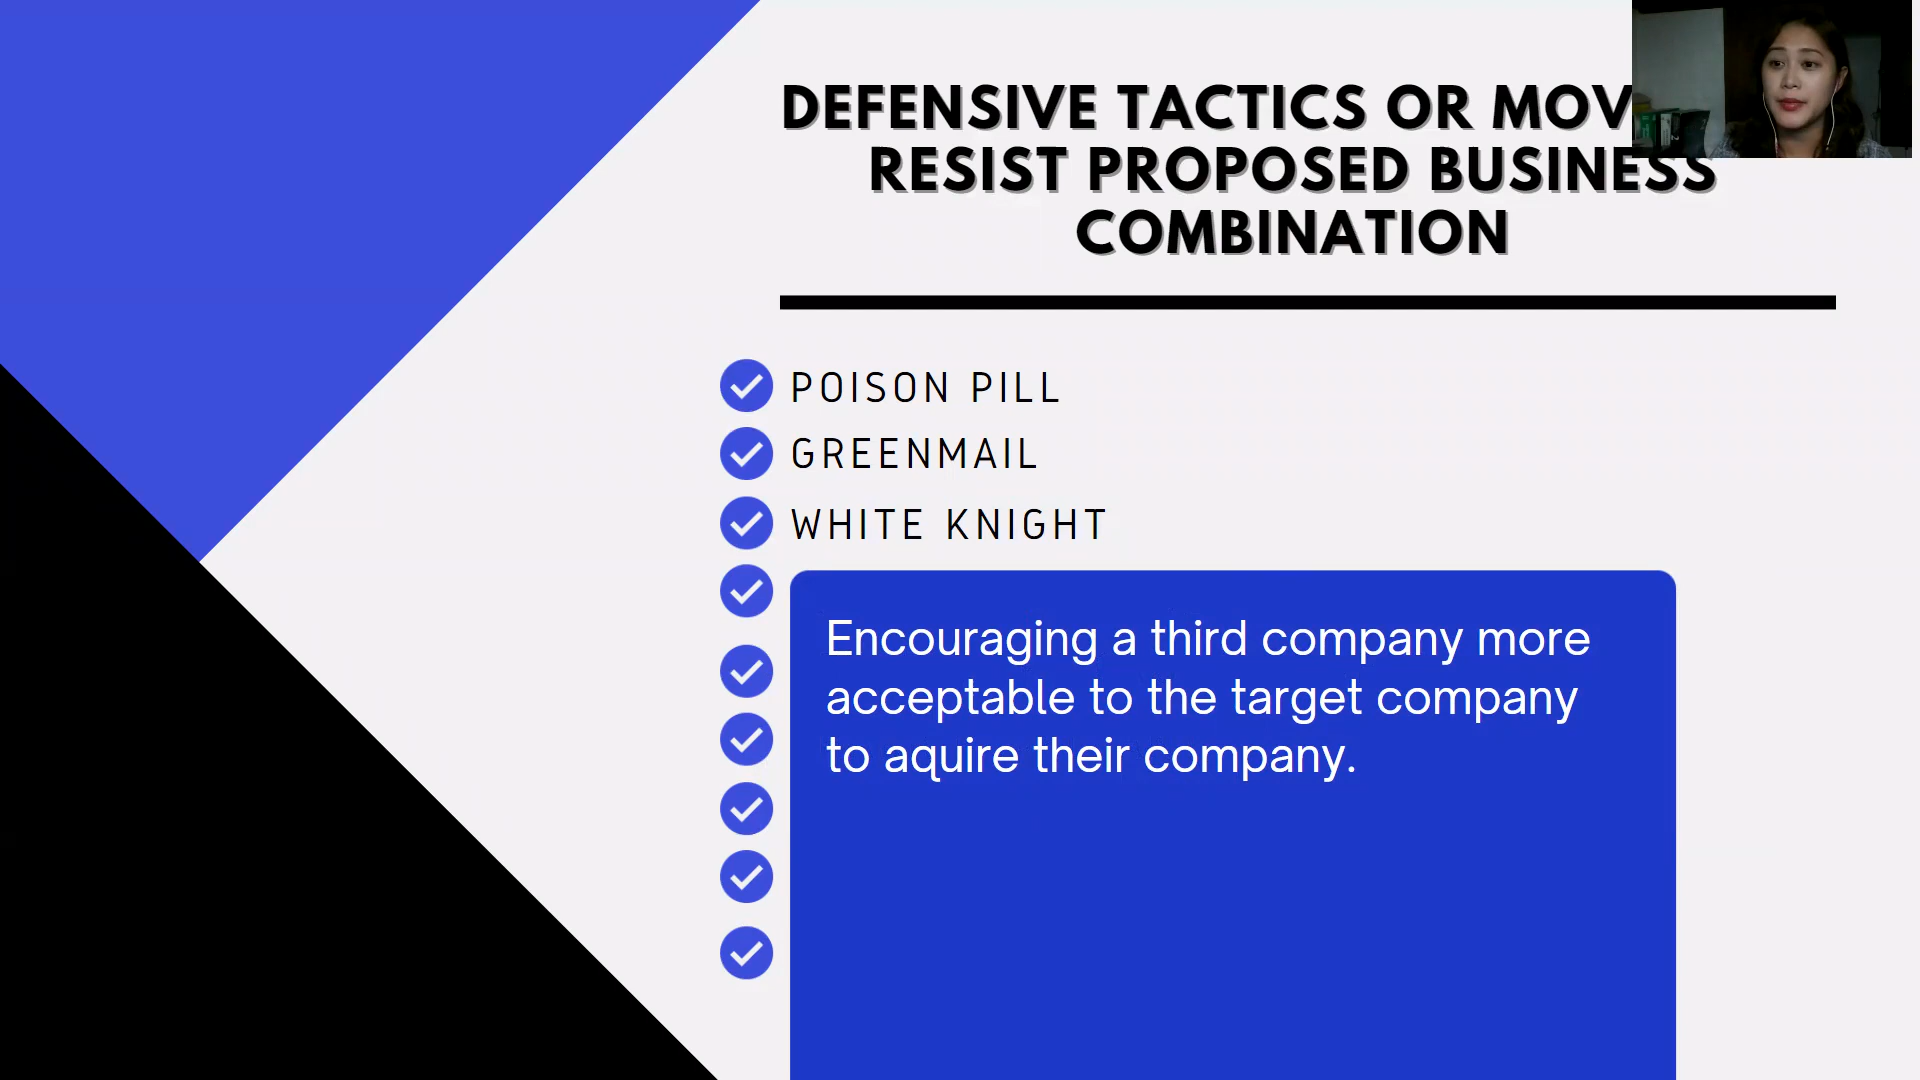 DEFENSIVE TACTICS OR MOV
RESIST PROPOSED BUSINESS
COMBINATION
POISON PILL
GREENMAIL
WHITE KNIGHT
Encouraging a third company more
acceptable to the target company
to aquire their company.